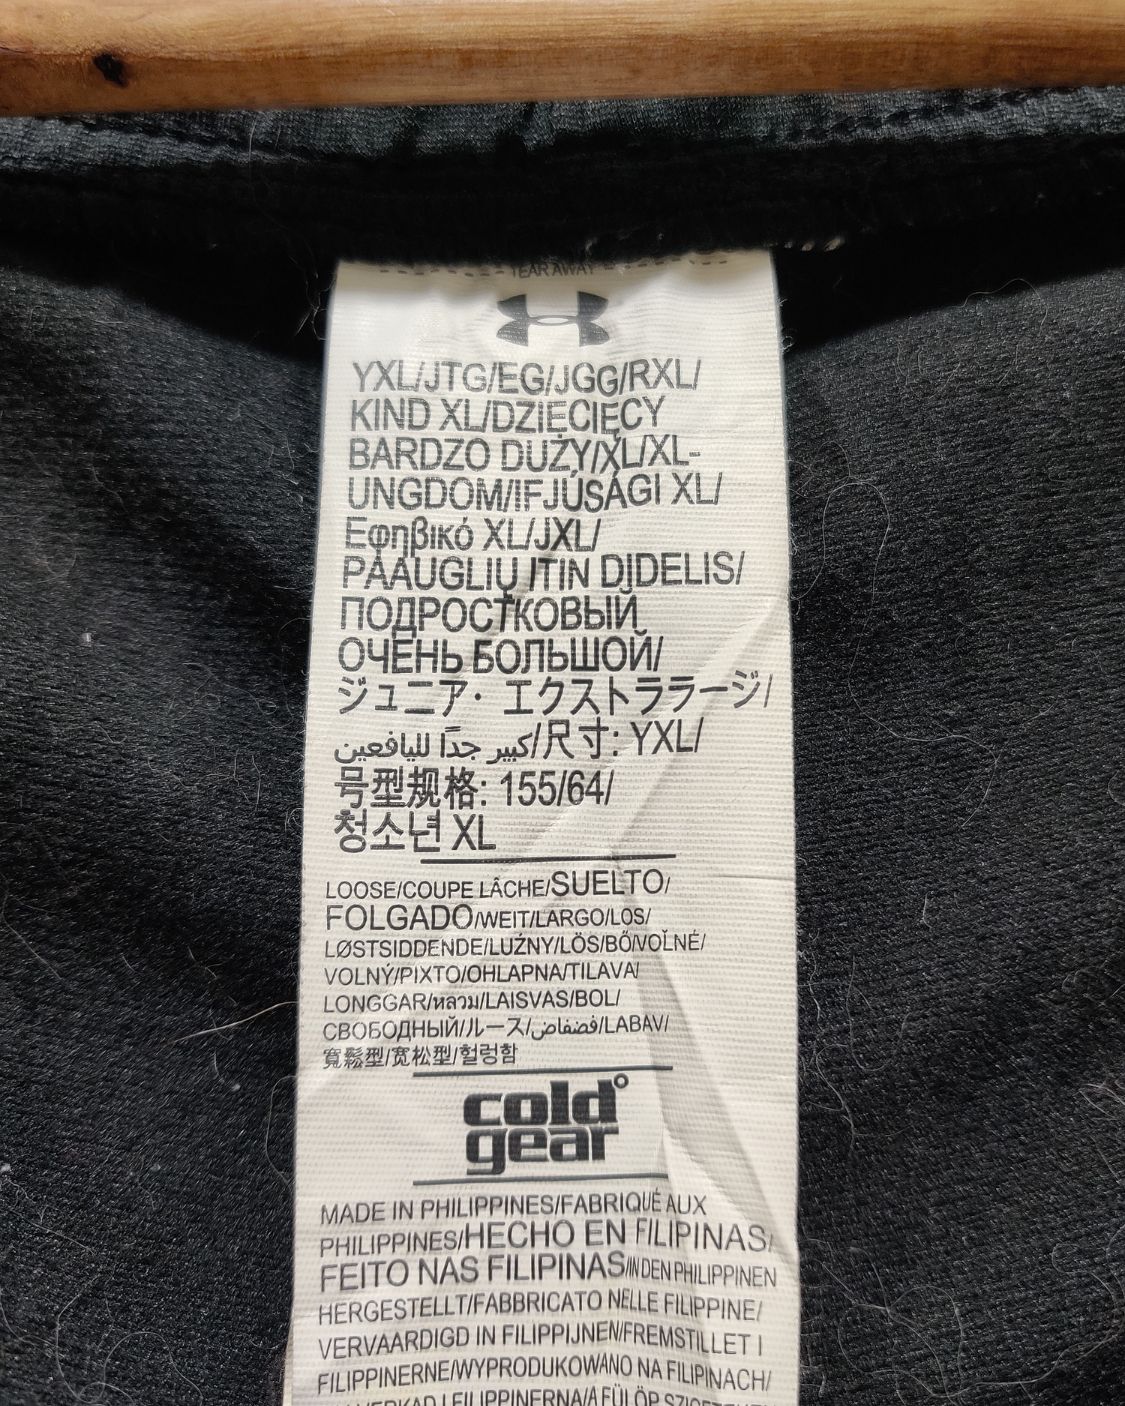 TEAR AWAY
YXL/JTG/EG/JGG/RXL/
KIND XL/DZIĘCIĘCY
BARDZO DUŻY/XL/XL-
UNGDOM/IFJÚSÁGI XL/
Εφηβικό XL/JXL/
PAAUGLIŲ ITIN DIDELIS/
ПОДРОСТКОВЫЙ
ОЧЕНЬ БОЛЬШОЙ/
ジュニア・エクストララージ/
كبير جدًا لليافعين/尺寸: YXL/
号型规格: 155/64/
청소년 XL
LOOSE/COUPE LÂCHE/SUELTO/
FOLGADO/WEIT/LARGO/LOS/
LØSTSIDDENDE/LUŹNY/LÖS/BŐ/VOĽNÉ/
VOLNÝ/PIXTO/OHLAPNA/TILAVA/
LONGGAR/หลวม/LAISVAS/BOL/
СВОБОДНЫЙ/ルース/فضفاض/LABAV/
寬鬆型/宽松型/헐렁함
cold
gear
MADE IN PHILIPPINES/FABRIQUÉ AUX
PHILIPPINES/HECHO EN FILIPINAS/
FEITO NAS FILIPINAS/IN DEN PHILIPPINEN
HERGESTELLT/FABBRICATO NELLE FILIPPINE/
VERVAARDIGD IN FILIPPIJNEN/FREMSTILLET I
FILIPPINERNE/WYPRODUKOWANO NA FILIPINACH/
FILIPPINERNA/A FÜLÖP